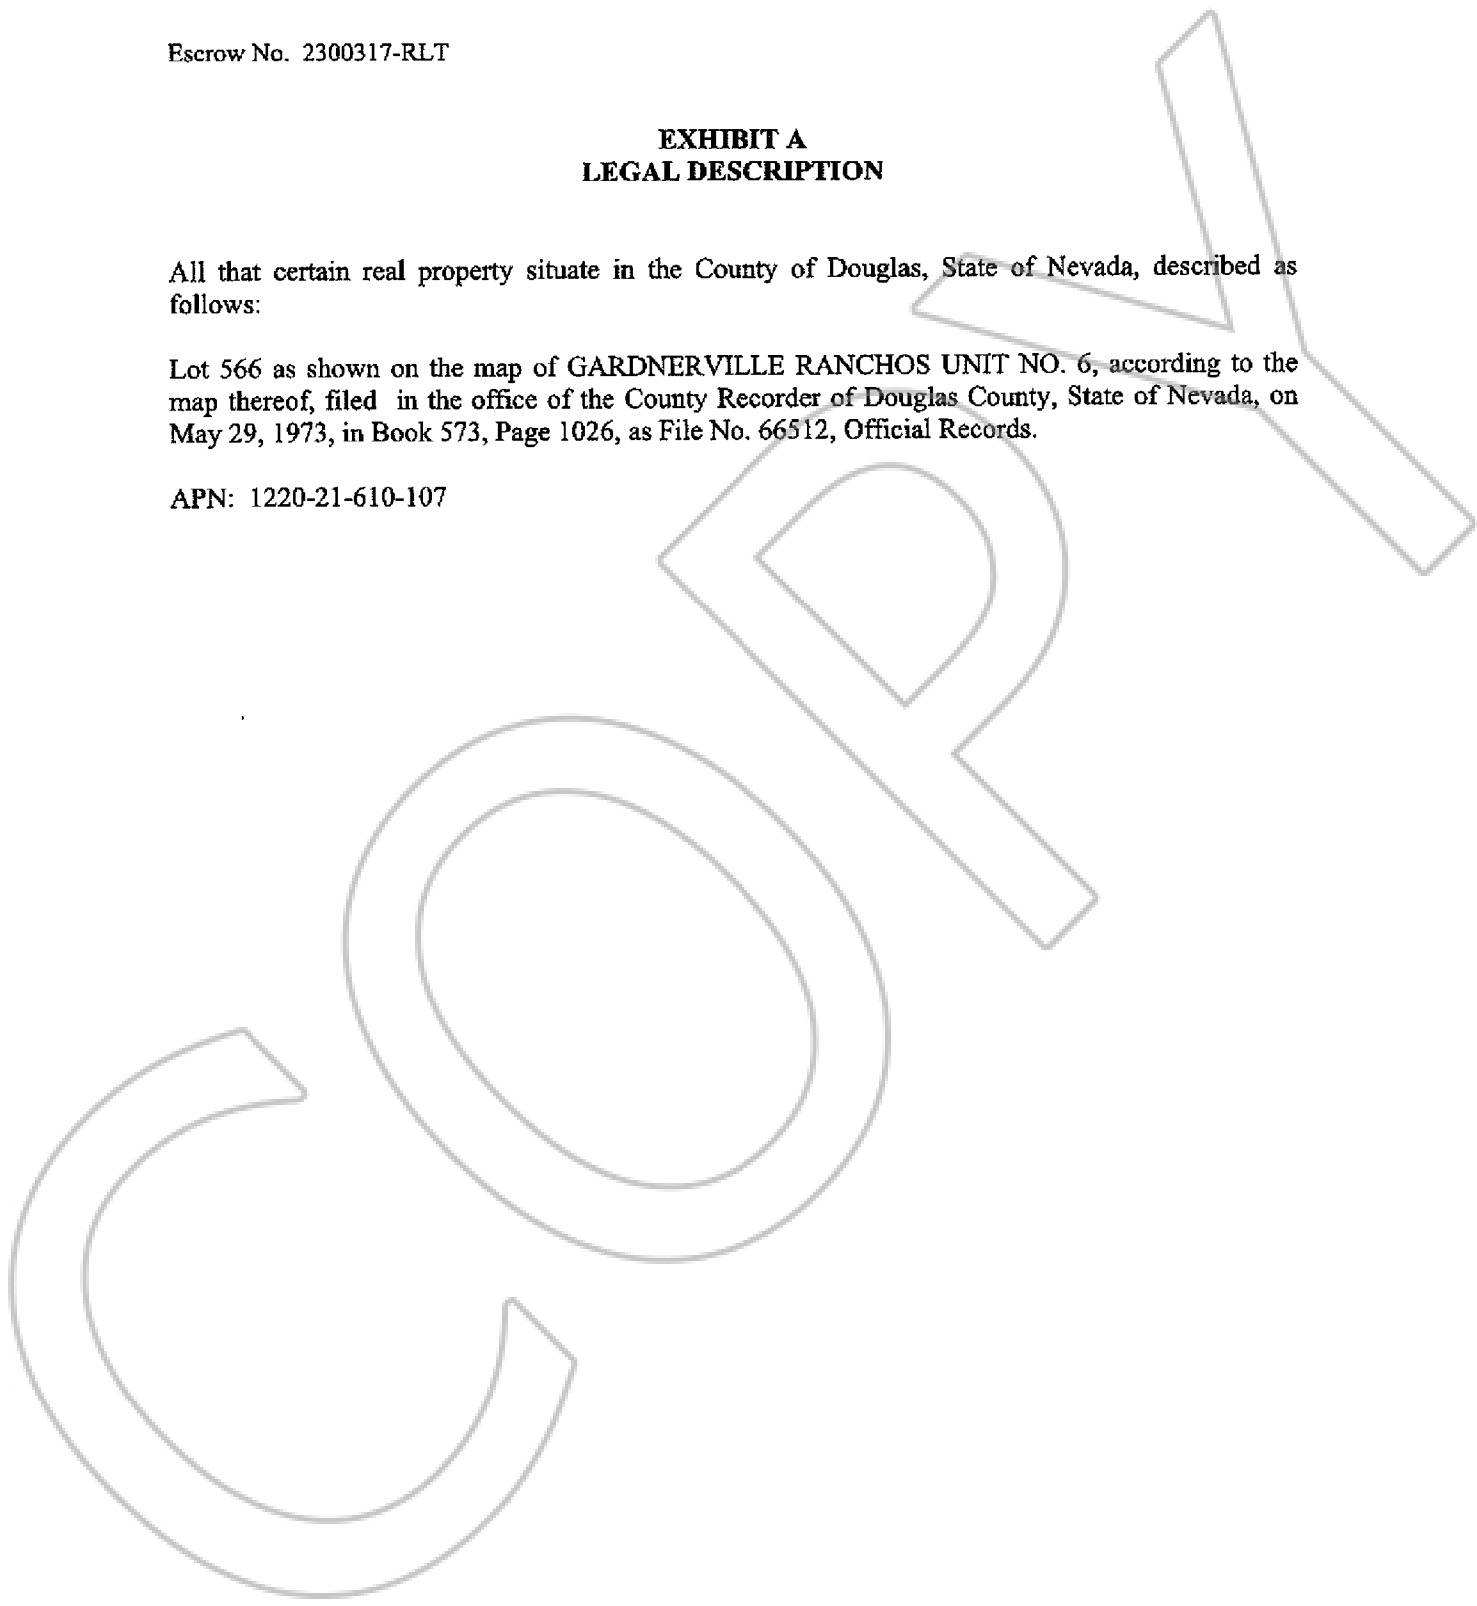 Escrow No. 2300317-RLT
EXHIBIT A
LEGAL DESCRIPTION
All that certain real property situate in the County of Douglas, State of Nevada, described as
follows:
Lot 566 as shown on the map of GARDNERVILLE RANCHOS UNIT NO. 6, according to the
map thereof, filed in the office of the County Recorder of Douglas County, State of Nevada, on
May 29, 1973, in Book 573, Page 1026, as File No. 66512, Official Records.
APN: 1220-21-610-107
COPY